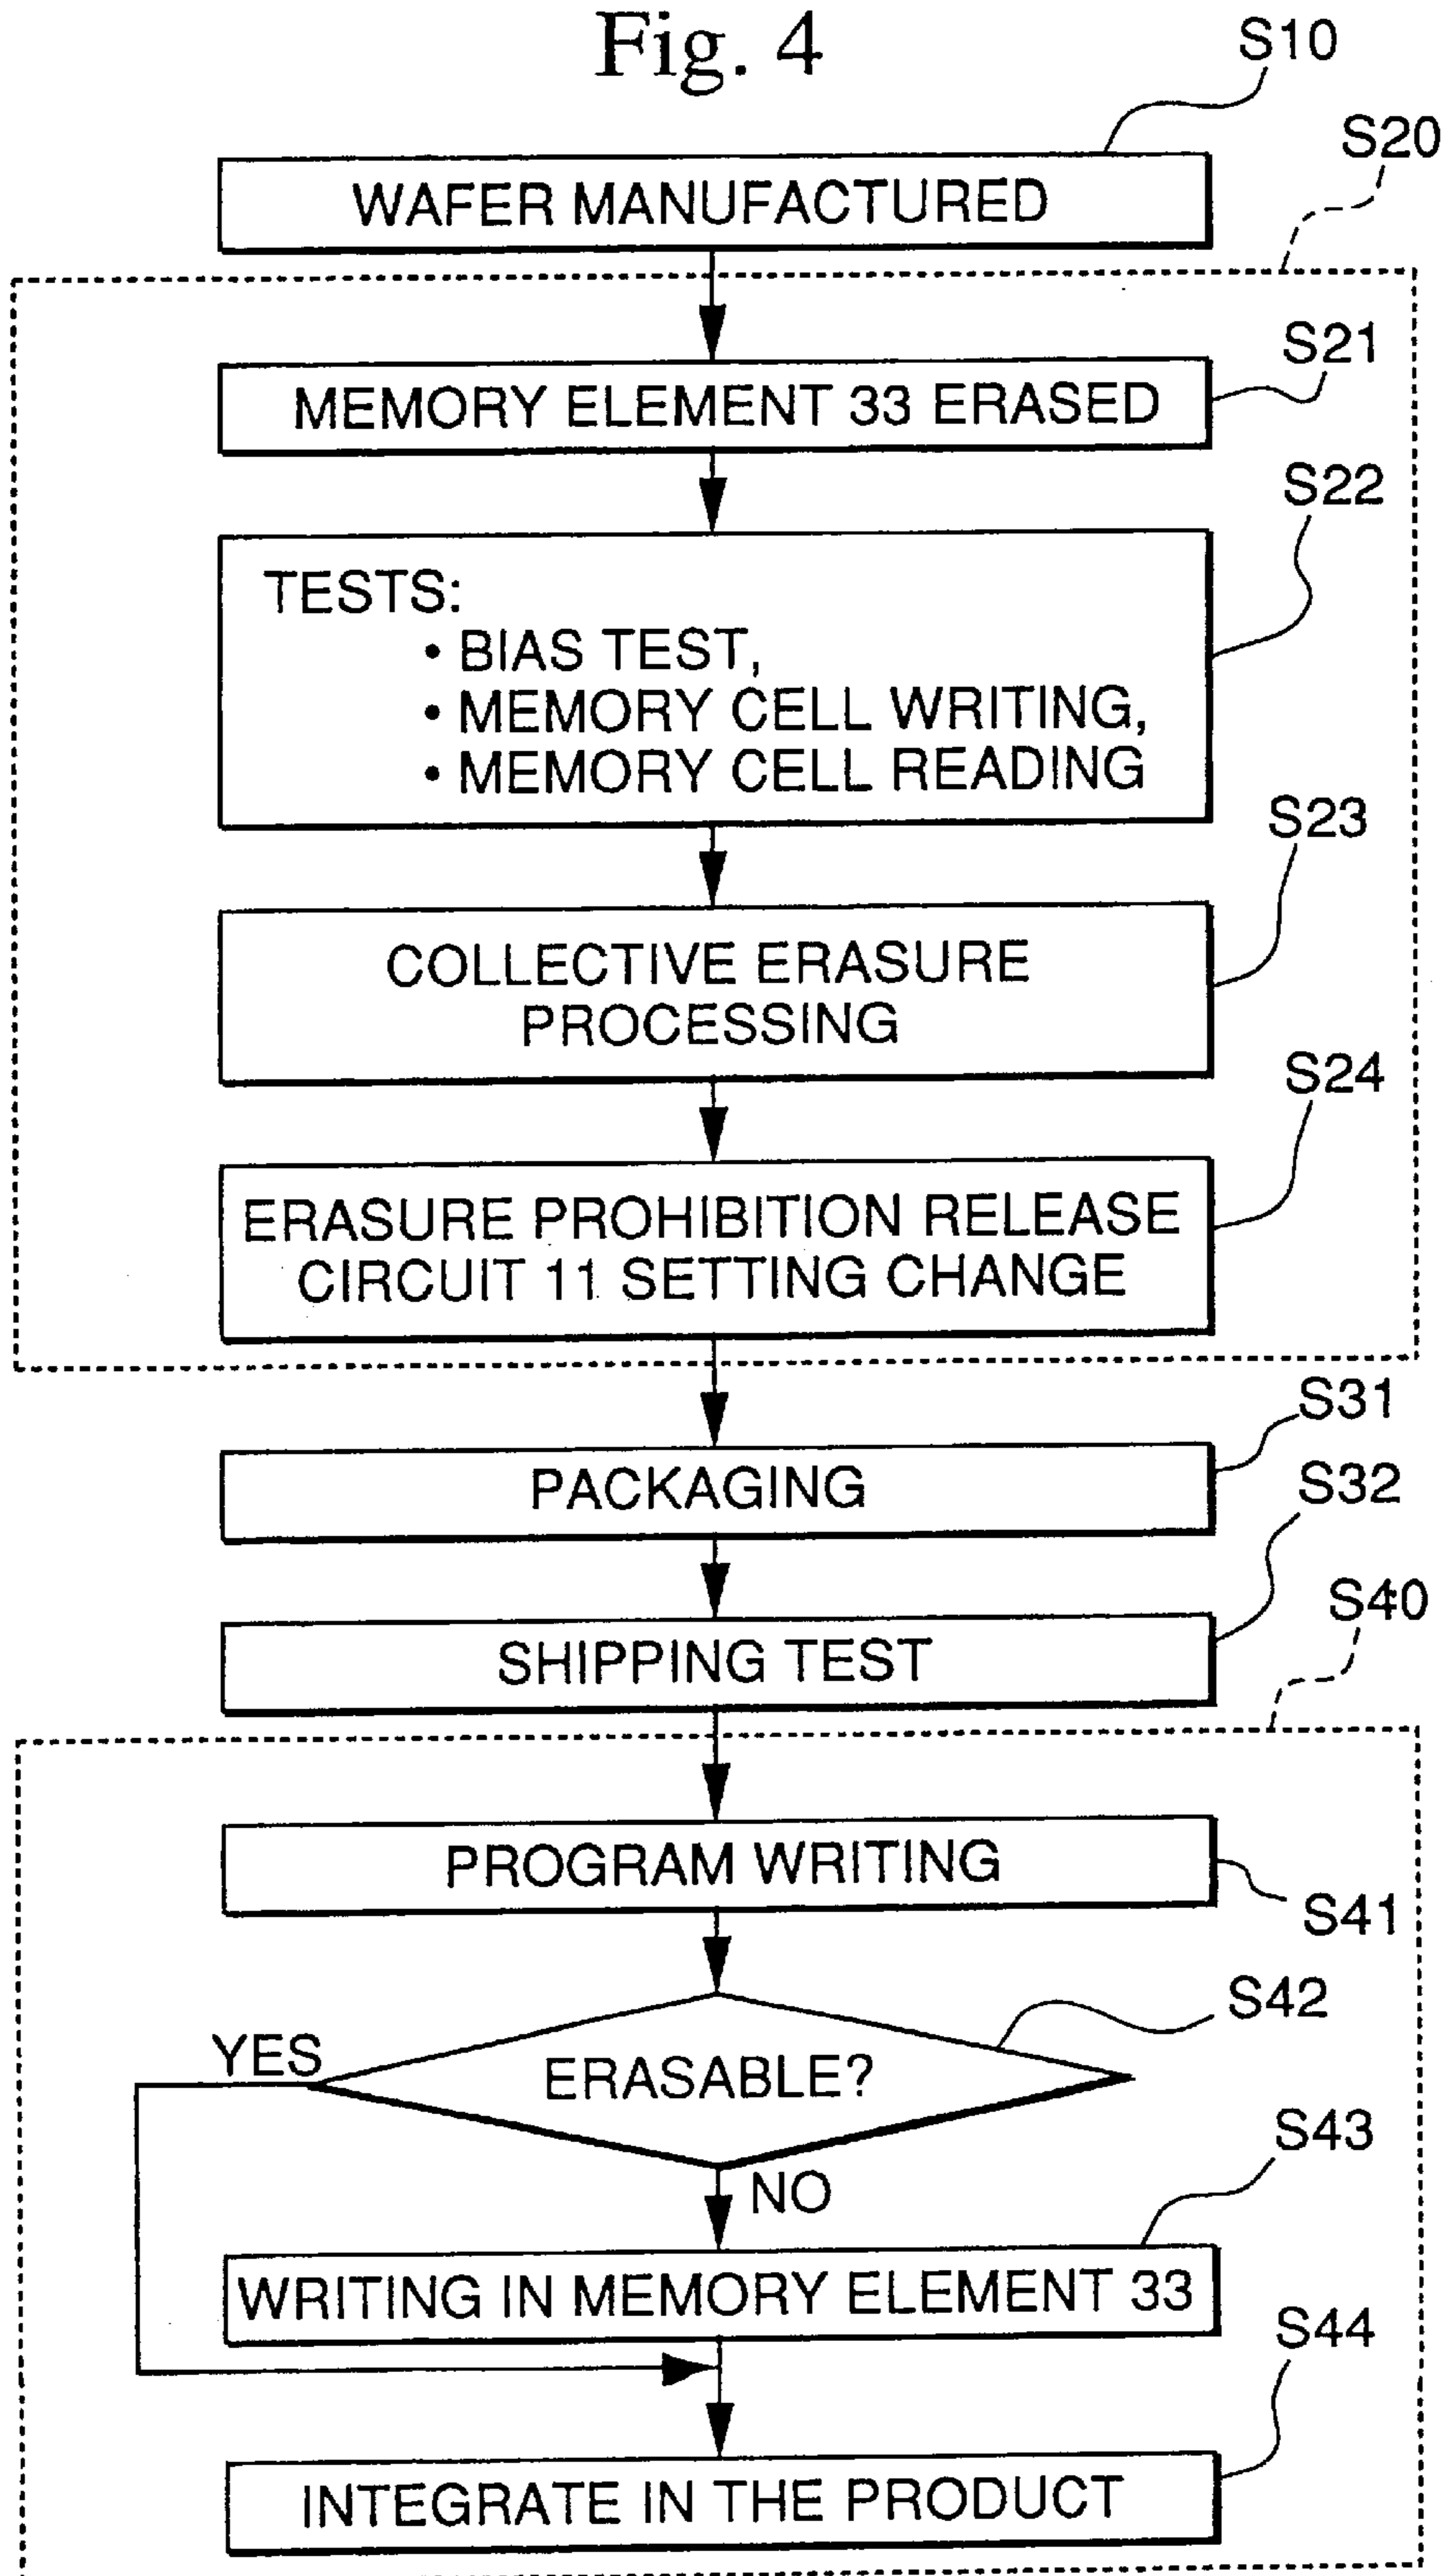 Fig. 4
S10
S20
WAFER MANUFACTURED
S21
MEMORY ELEMENT 33 ERASED
S22
TESTS:
• BIAS TEST,
• MEMORY CELL WRITING,
• MEMORY CELL READING
S23
COLLECTIVE ERASURE
PROCESSING
S24
ERASURE PROHIBITION RELEASE
CIRCUIT 11 SETTING CHANGE
S31
PACKAGING
S32
SHIPPING TEST
S40
PROGRAM WRITING
S41
S42
YES
ERASABLE?
S43
NO
WRITING IN MEMORY ELEMENT 33
S44
INTEGRATE IN THE PRODUCT